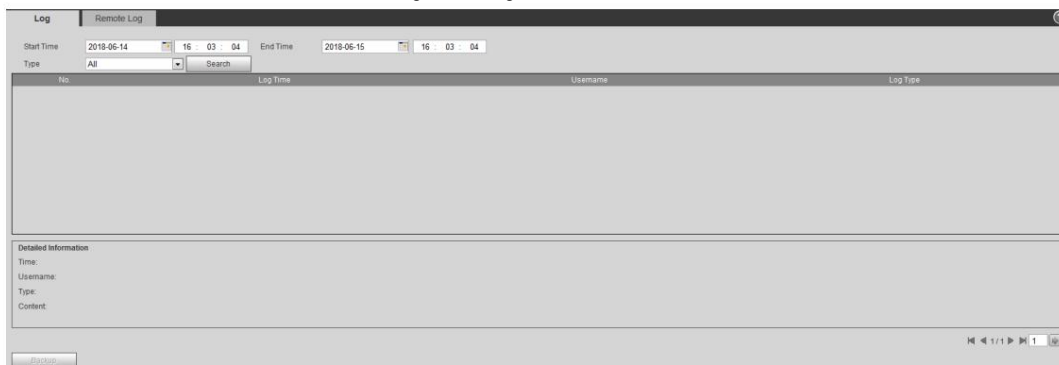 Log Remote Log
Start Time 2018-06-14 16 : 03 : 04 End Time 2018-06-15 16 : 03 : 04
Type All Search
No. Log Time Username Log Type
Detailed Information
Time:
Username:
Type:
Content:
1/1 1
Backup